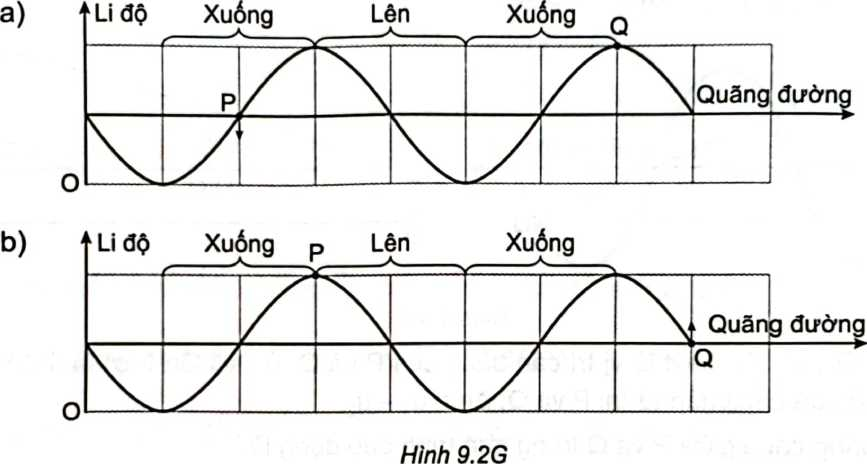 a)
Li độ
Xuống
Lên
Xuống
Q
P
Quãng đường
O
b)
Li độ
Xuống
P
Lên
Xuống
Quãng đường
Q
O
Hình 9.2G